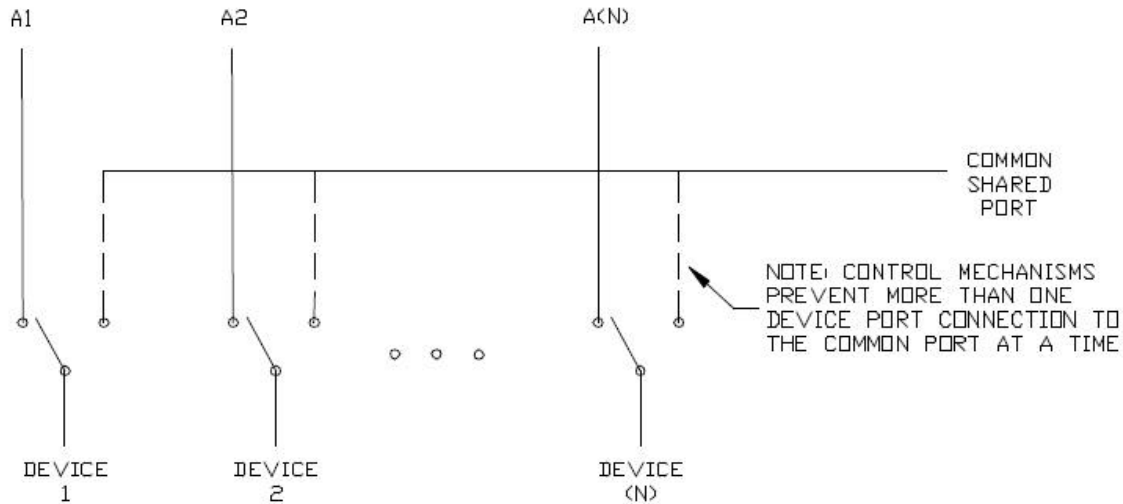 A1
A2
A(N)
COMMON
SHARED
PORT
NOTE: CONTROL MECHANISMS
PREVENT MORE THAN ONE
DEVICE PORT CONNECTION TO
THE COMMON PORT AT A TIME
DEVICE
1
DEVICE
2
DEVICE
(N)